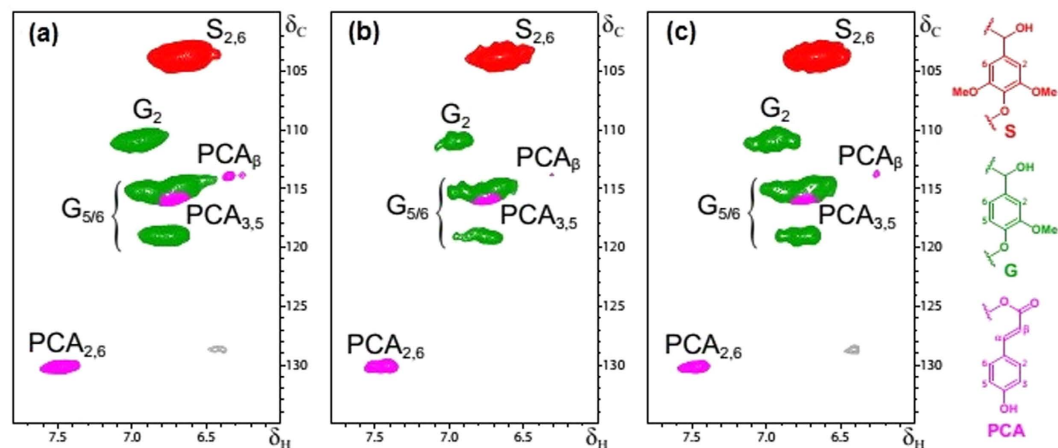 (a)
S2,6
G2
PCAβ
G5/6
PCA3,5
PCA2,6
δC
105
110
115
120
125
130
7.5
7.0
6.5
δH
(b)
S2,6
G2
PCAβ
G5/6
PCA3,5
PCA2,6
δC
105
110
115
120
125
130
7.5
7.0
6.5
δH
(c)
S2,6
G2
PCAβ
G5/6
PCA3,5
PCA2,6
δC
105
110
115
120
125
130
7.5
7.0
6.5
δH
OH
6
2
MeO
OMe
O
S
OH
6
2
5
OMe
O
G
O
O
α
β
6
2
5
3
OH
PCA